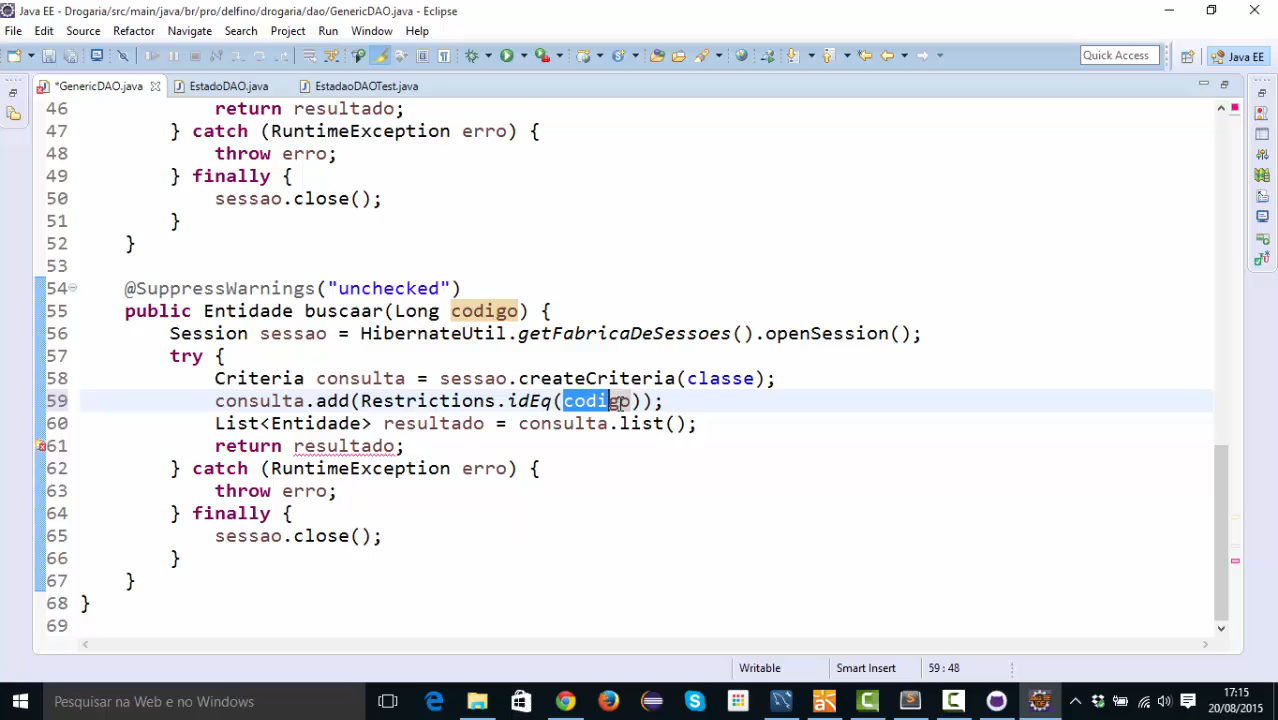 Java EE - Drogaria/src/main/java/br/pro/delfino/drogaria/dao/GenericDAO.java - Eclipse
File Edit Source Refactor Navigate Search Project Run Window Help
Quick Access Java EE
*GenericDAO.java EstadoDAO.java EstadaoDAOTest.java
46 return resultado;
47 } catch (RuntimeException erro) {
48 throw erro;
49 } finally {
50 sessao.close();
51 }
52 }
53
54 @SuppressWarnings("unchecked")
55 public Entidade buscaar(Long codigo) {
56 Session sessao = HibernateUtil.getFabricaDeSessoes().openSession();
57 try {
58 Criteria consulta = sessao.createCriteria(classe);
59 consulta.add(Restrictions.idEq(codigo));
60 List<Entidade> resultado = consulta.list();
61 return resultado;
62 } catch (RuntimeException erro) {
63 throw erro;
64 } finally {
65 sessao.close();
66 }
67 }
68 }
69
Writable Smart Insert 59 : 48
Pesquisar na Web e no Windows
17:15
20/08/2015